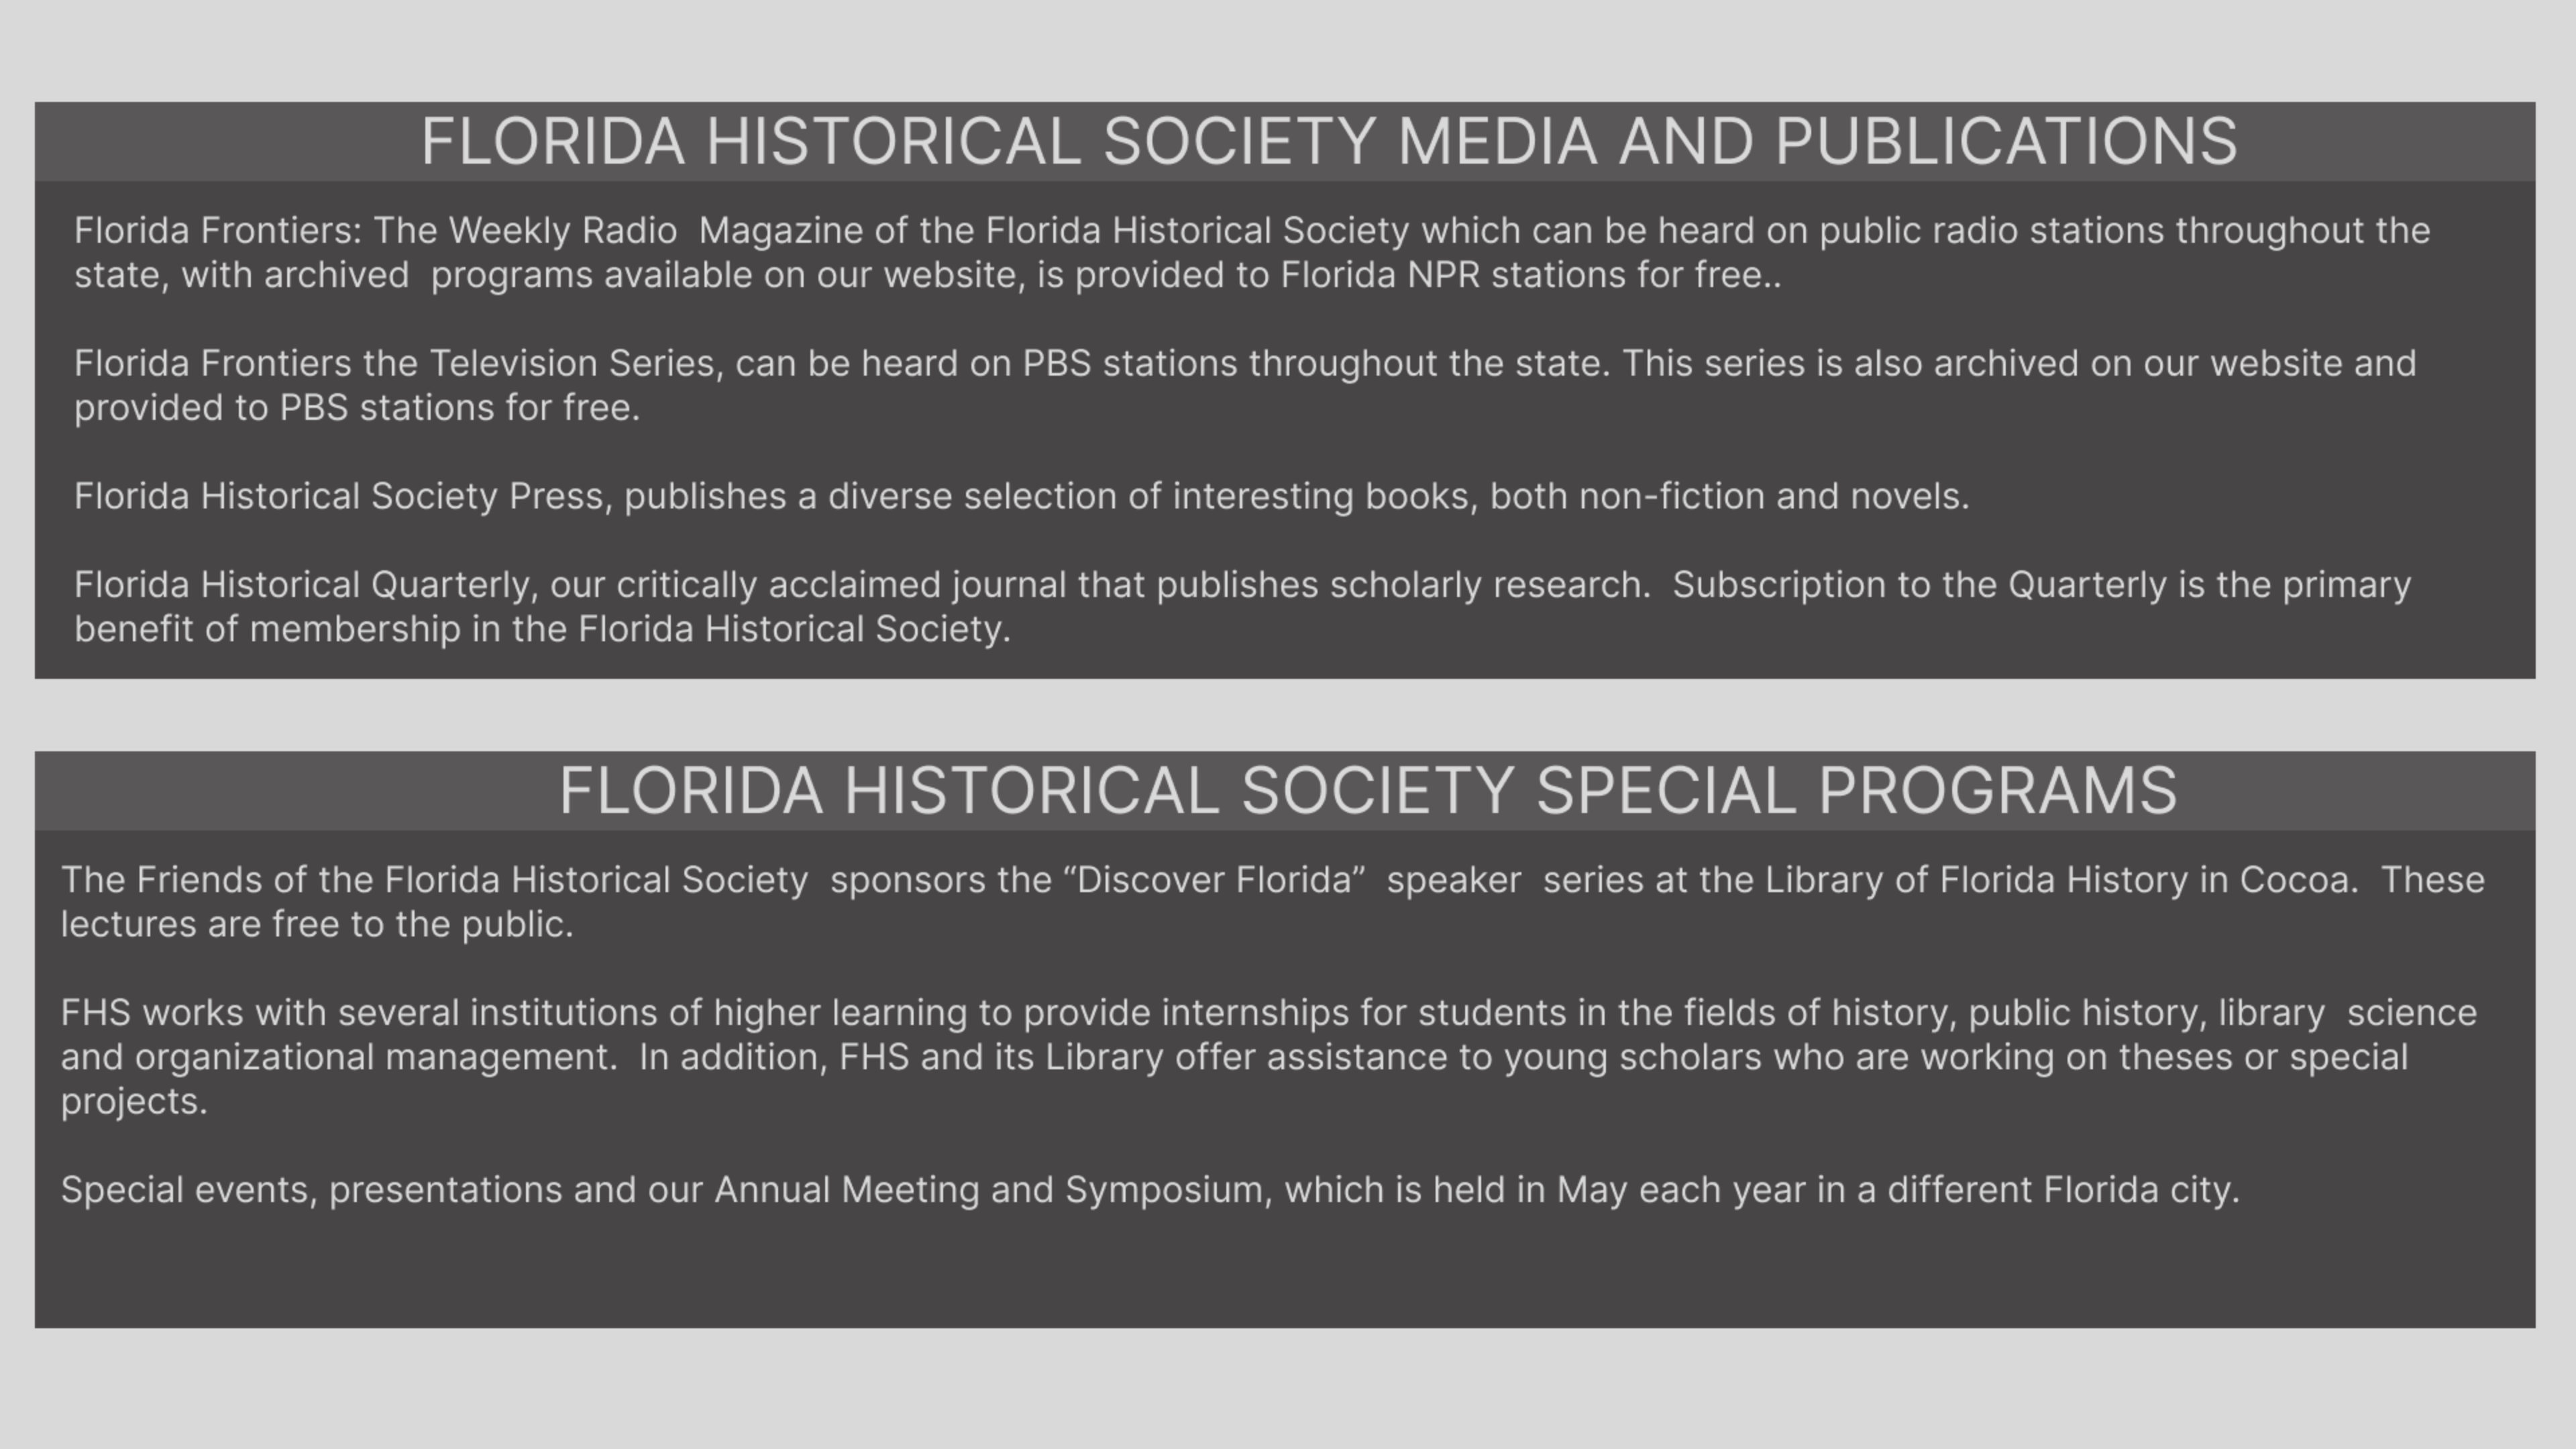 FLORIDA HISTORICAL SOCIETY MEDIA AND PUBLICATIONS
Florida Frontiers: The Weekly Radio  Magazine of the Florida Historical Society which can be heard on public radio stations throughout the
state, with archived  programs available on our website, is provided to Florida NPR stations for free..
Florida Frontiers the Television Series, can be heard on PBS stations throughout the state. This series is also archived on our website and
provided to PBS stations for free.
Florida Historical Society Press, publishes a diverse selection of interesting books, both non-fiction and novels.
Florida Historical Quarterly, our critically acclaimed journal that publishes scholarly research.  Subscription to the Quarterly is the primary
benefit of membership in the Florida Historical Society.
FLORIDA HISTORICAL SOCIETY SPECIAL PROGRAMS
The Friends of the Florida Historical Society  sponsors the “Discover Florida”  speaker  series at the Library of Florida History in Cocoa.  These
lectures are free to the public.
FHS works with several institutions of higher learning to provide internships for students in the fields of history, public history, library  science
and organizational management.  In addition, FHS and its Library offer assistance to young scholars who are working on theses or special
projects.
Special events, presentations and our Annual Meeting and Symposium, which is held in May each year in a different Florida city.